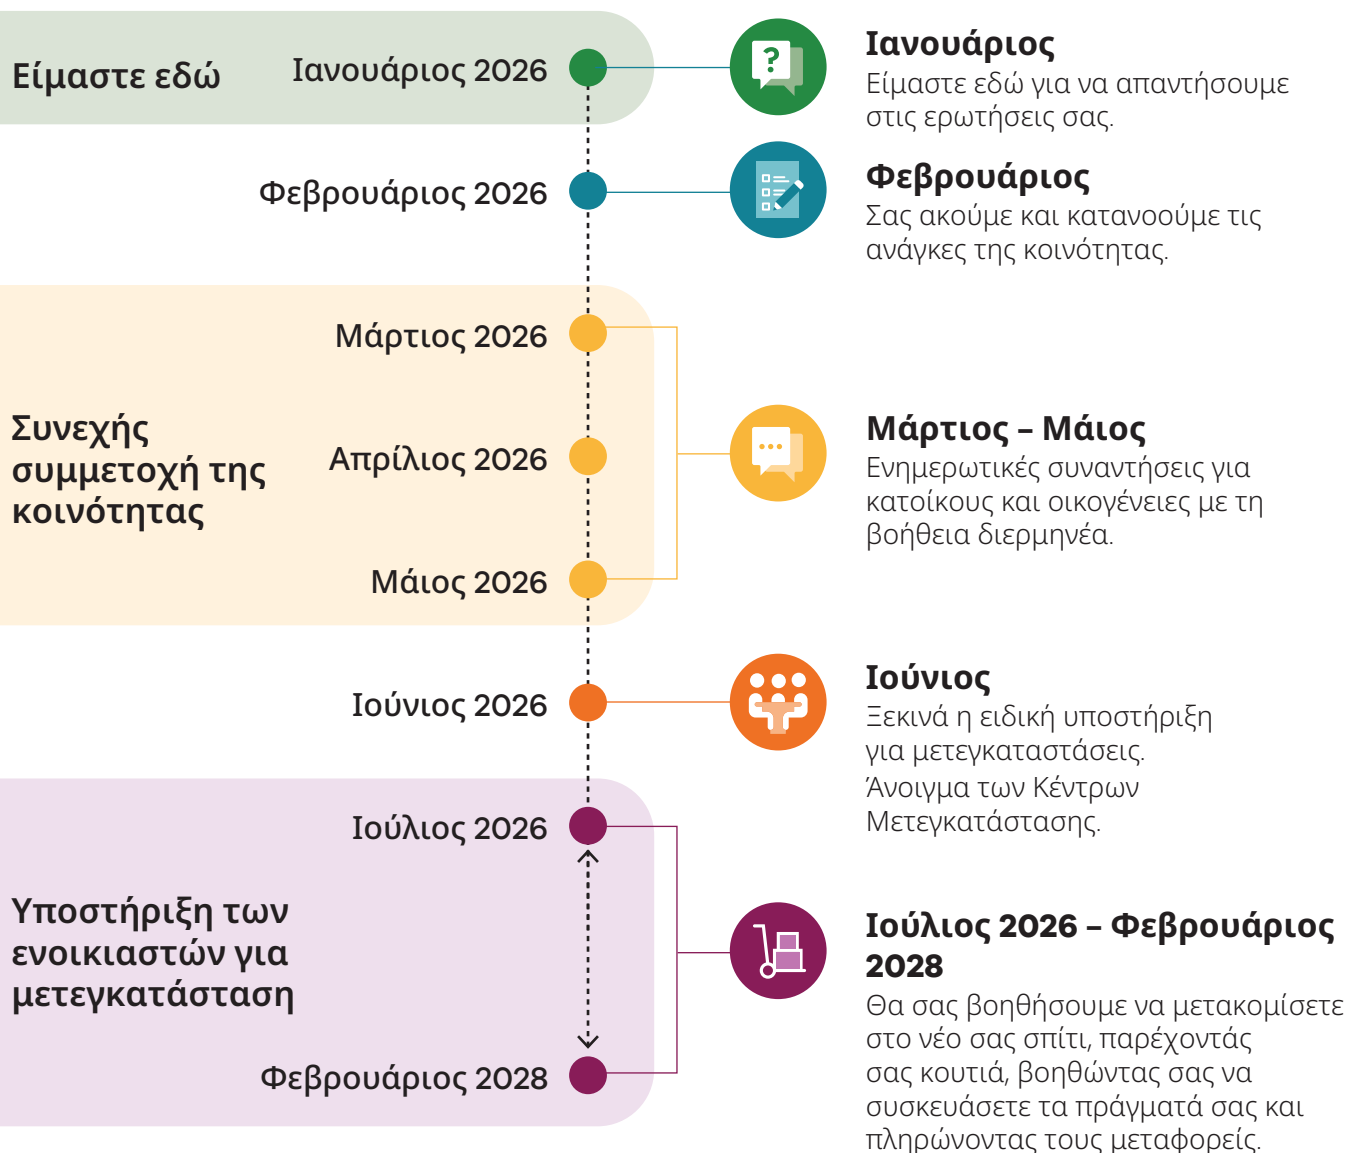 Είμαστε εδώ
Ιανουάριος 2026
?
Ιανουάριος
Είμαστε εδώ για να απαντήσουμε
στις ερωτήσεις σας.
Φεβρουάριος 2026
Φεβρουάριος
Σας ακούμε και κατανοούμε τις
ανάγκες της κοινότητας.
Συνεχής
συμμετοχή της
κοινότητας
Μάρτιος 2026
Απρίλιος 2026
Μάιος 2026
Μάρτιος – Μάιος
Ενημερωτικές συναντήσεις για
κατοίκους και οικογένειες με τη
βοήθεια διερμηνέα.
Ιούνιος 2026
Ιούνιος
Ξεκινά η ειδική υποστήριξη
για μετεγκαταστάσεις.
Άνοιγμα των Κέντρων
Μετεγκατάστασης.
Υποστήριξη των
ενοικιαστών για
μετεγκατάσταση
Ιούλιος 2026
Φεβρουάριος 2028
Ιούλιος 2026 – Φεβρουάριος
2028
Θα σας βοηθήσουμε να μετακομίσετε
στο νέο σας σπίτι, παρέχοντάς
σας κουτιά, βοηθώντας σας να
συσκευάσετε τα πράγματά σας και
πληρώνοντας τους μεταφορείς.